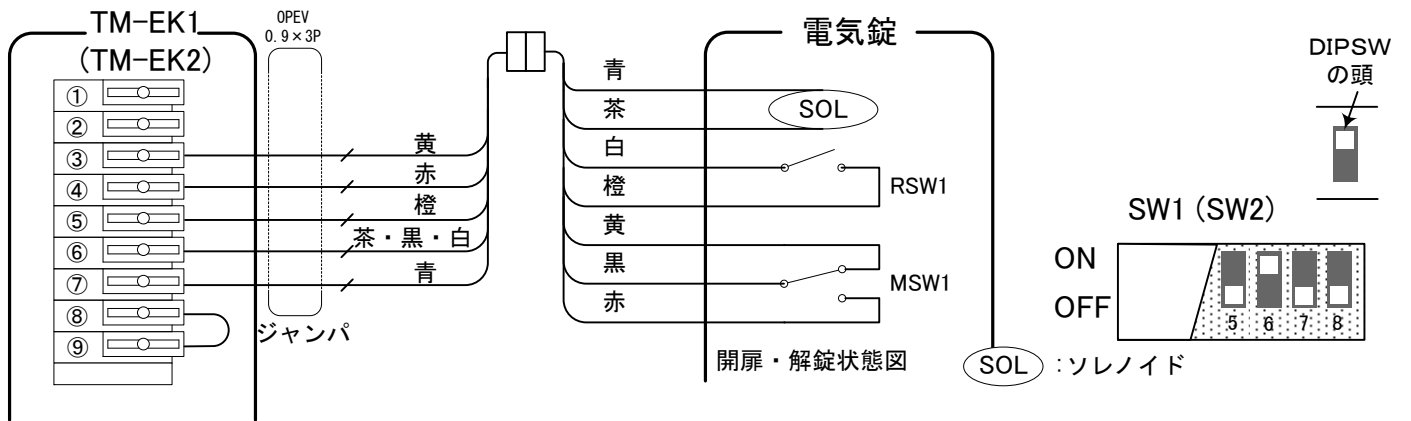 TM-EK1
(TM-EK2)
①
②
③
④
⑤
⑥
⑦
⑧
⑨
OPEV
0.9×3P
ジャンパ
黄
赤
橙
茶・黒・白
青
青
茶
白
橙
黄
黒
赤
電気錠
SOL
RSW1
MSW1
開扉・解錠状態図
SOL :ソレノイド
DIPSW
の頭
SW1(SW2)
ON
OFF
5 6 7 8